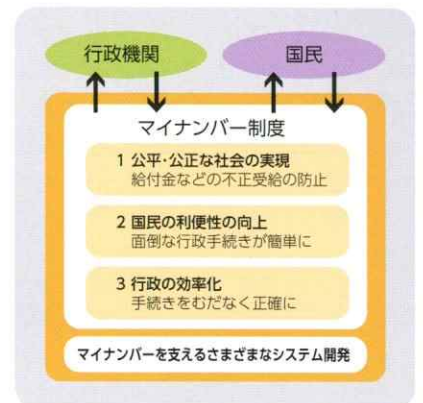 行政機関
国民
マイナンバー制度
1 公平・公正な社会の実現
給付金などの不正受給の防止
2 国民の利便性の向上
面倒な行政手続きが簡単に
3 行政の効率化
手続きをむだなく正確に
マイナンバーを支えるさまざまなシステム開発